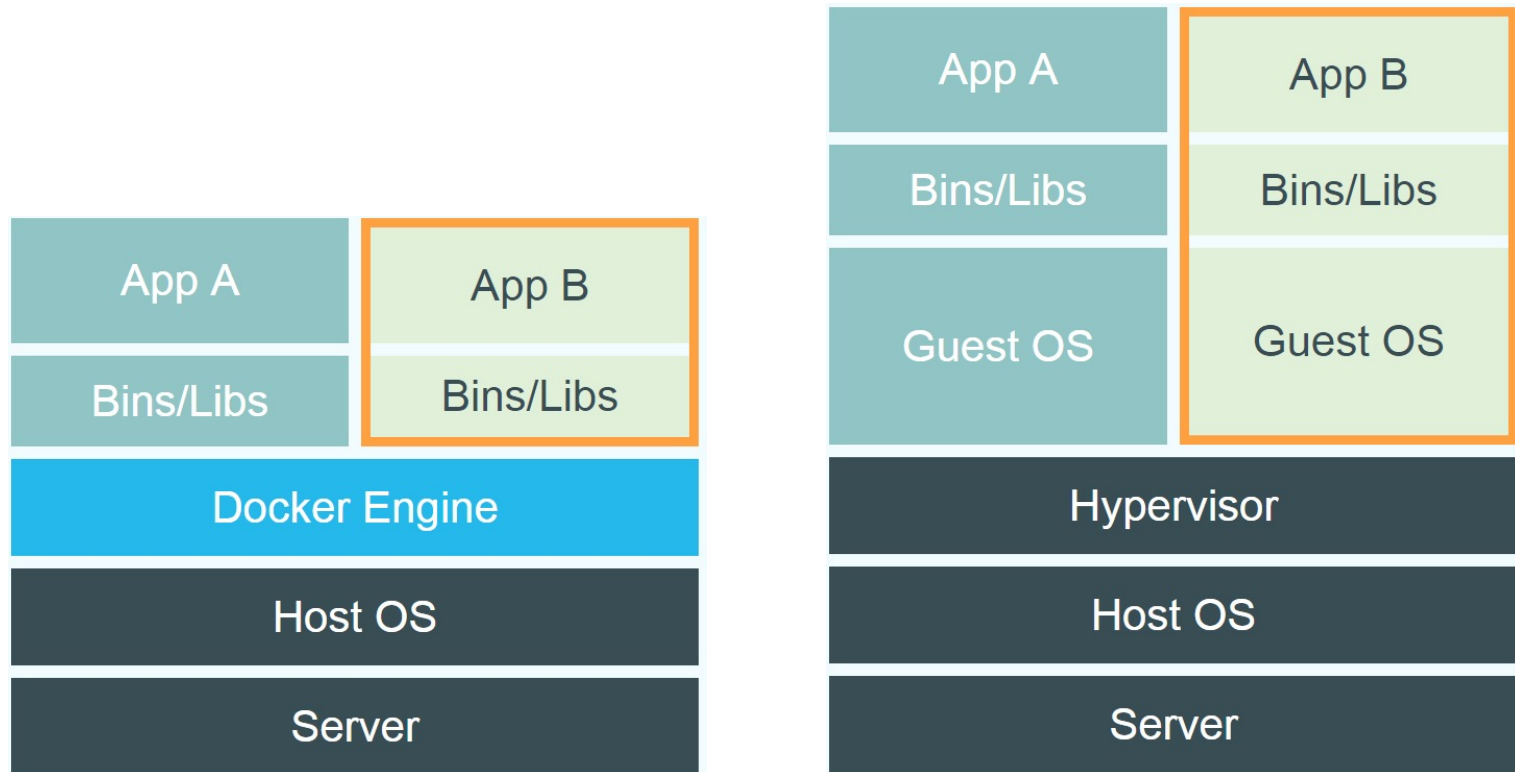 App A
App B
Bins/Libs
Bins/Libs
Docker Engine
Host OS
Server
App A
App B
Bins/Libs
Bins/Libs
Guest OS
Guest OS
Hypervisor
Host OS
Server